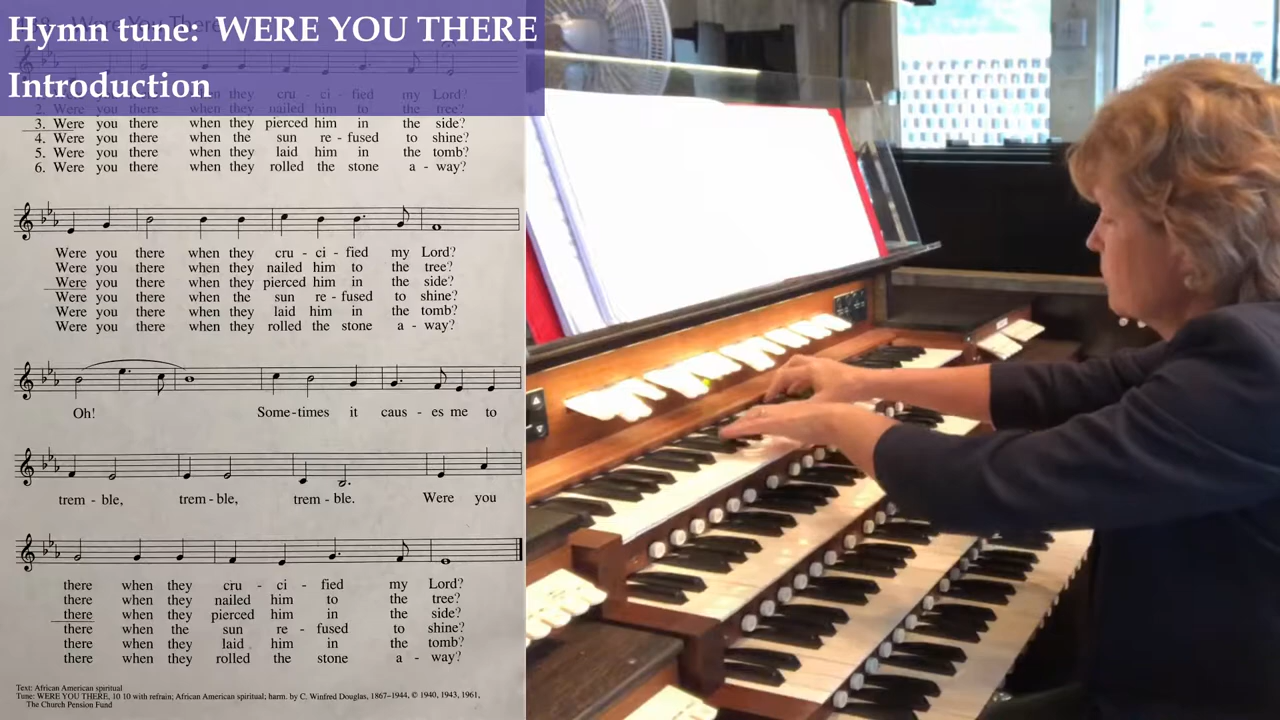 Hymn tune: WERE YOU THERE
Introduction
cru - ci - fied my Lord?
2. Were you there when they nailed him to the tree?
3. Were you there when they pierced him in the side?
4. Were you there when the sun re - fused to shine?
5. Were you there when they laid him in the tomb?
6. Were you there when they rolled the stone a - way?
Were you there when they cru - ci - fied my Lord?
Were you there when they nailed him to the tree?
Were you there when they pierced him in the side?
Were you there when the sun re - fused to shine?
Were you there when they laid him in the tomb?
Were you there when they rolled the stone a - way?
Oh! Some-times it caus - es me to
trem - ble, trem - ble, trem - ble. Were you
there when they cru - ci - fied my Lord?
there when they nailed him to the tree?
there when they pierced him in the side?
there when the sun re - fused to shine?
there when they laid him in the tomb?
there when they rolled the stone a - way?
Text: African American spiritual
Tune: WERE YOU THERE, 10 10 with refrain; African American spiritual; harm. by C. Winfred Douglas, 1867–1944, © 1940, 1943, 1961,
The Church Pension Fund